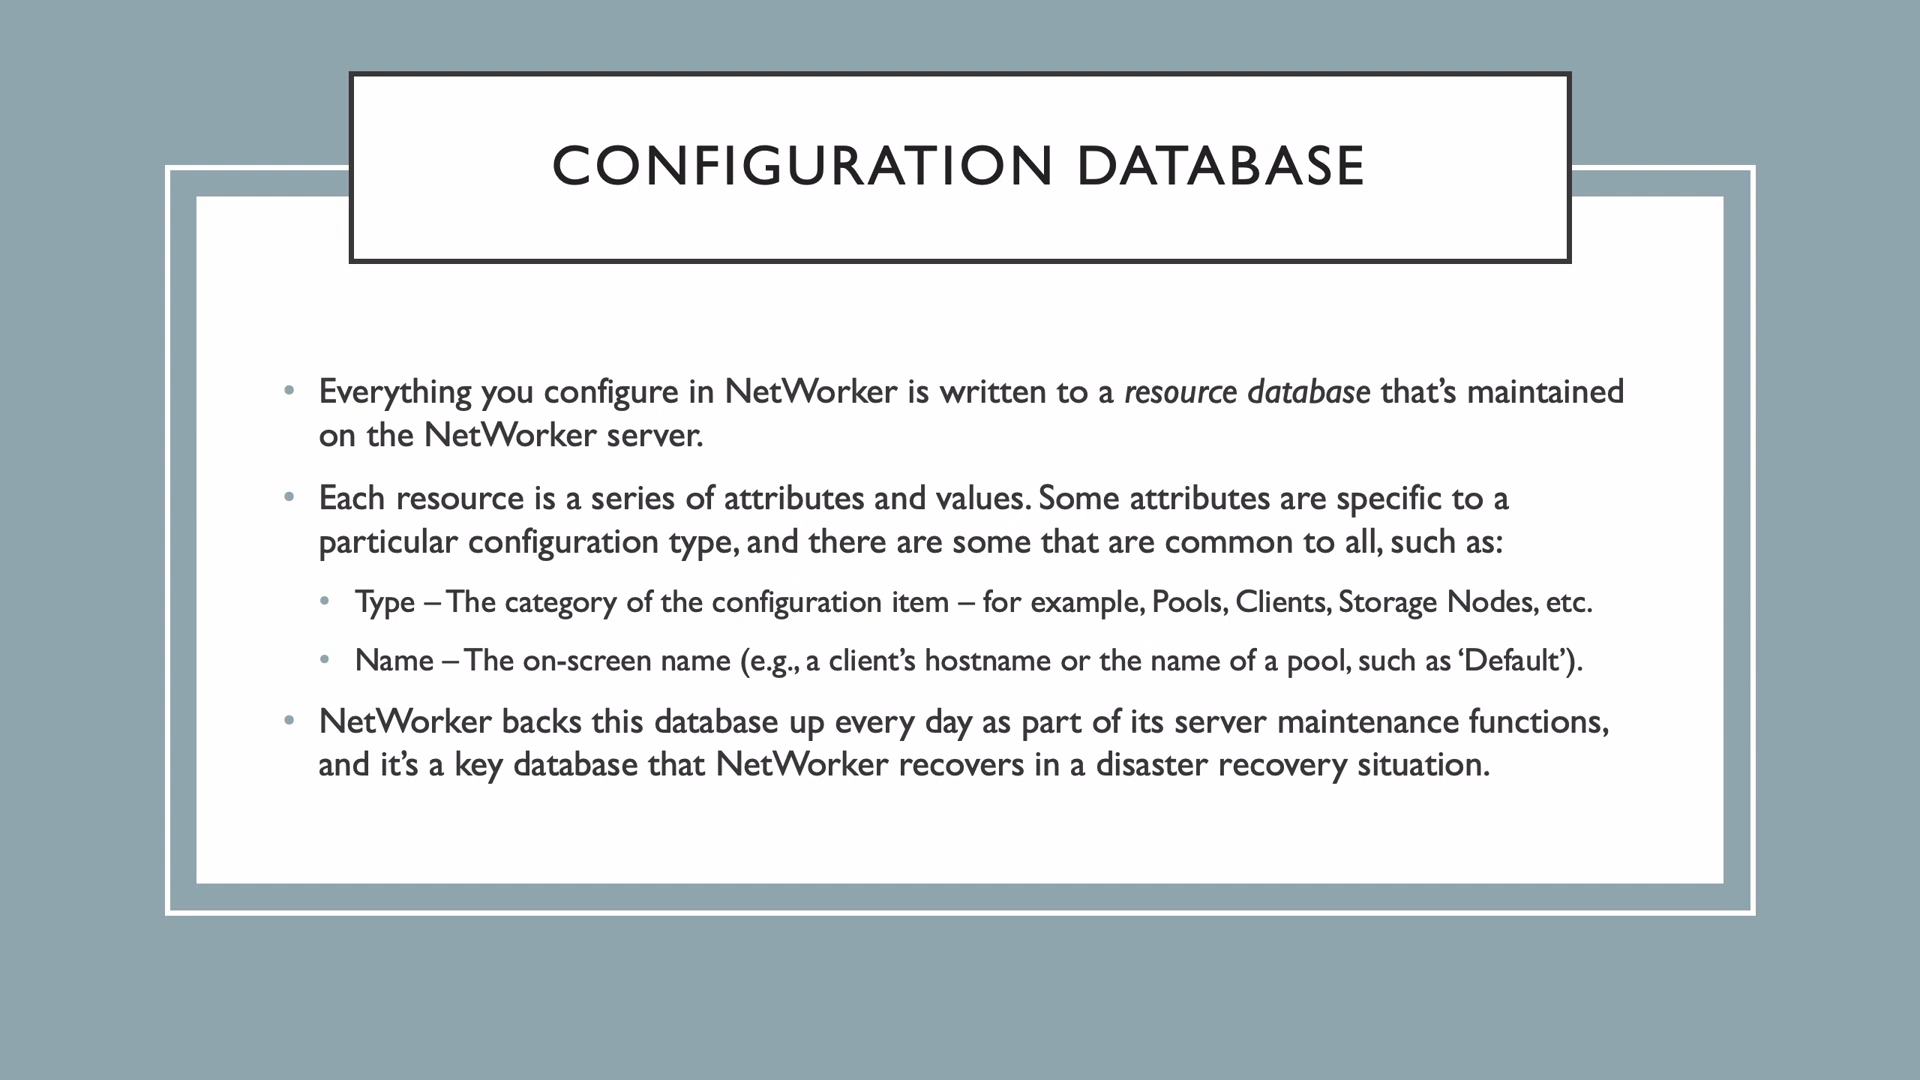 CONFIGURATION DATABASE
• Everything you configure in NetWorker is written to a resource database that’s maintained
on the NetWorker server.
• Each resource is a series of attributes and values. Some attributes are specific to a
particular configuration type, and there are some that are common to all, such as:
• Type – The category of the configuration item – for example, Pools, Clients, Storage Nodes, etc.
• Name – The on-screen name (e.g., a client’s hostname or the name of a pool, such as ‘Default’).
• NetWorker backs this database up every day as part of its server maintenance functions,
and it’s a key database that NetWorker recovers in a disaster recovery situation.